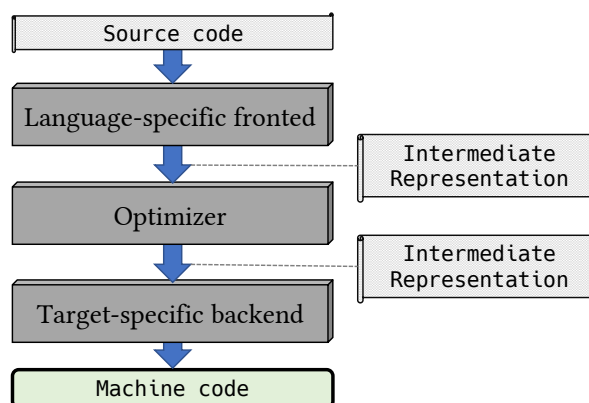 Source code
Language-specific fronted
Intermediate
Representation
Optimizer
Intermediate
Representation
Target-specific backend
Machine code